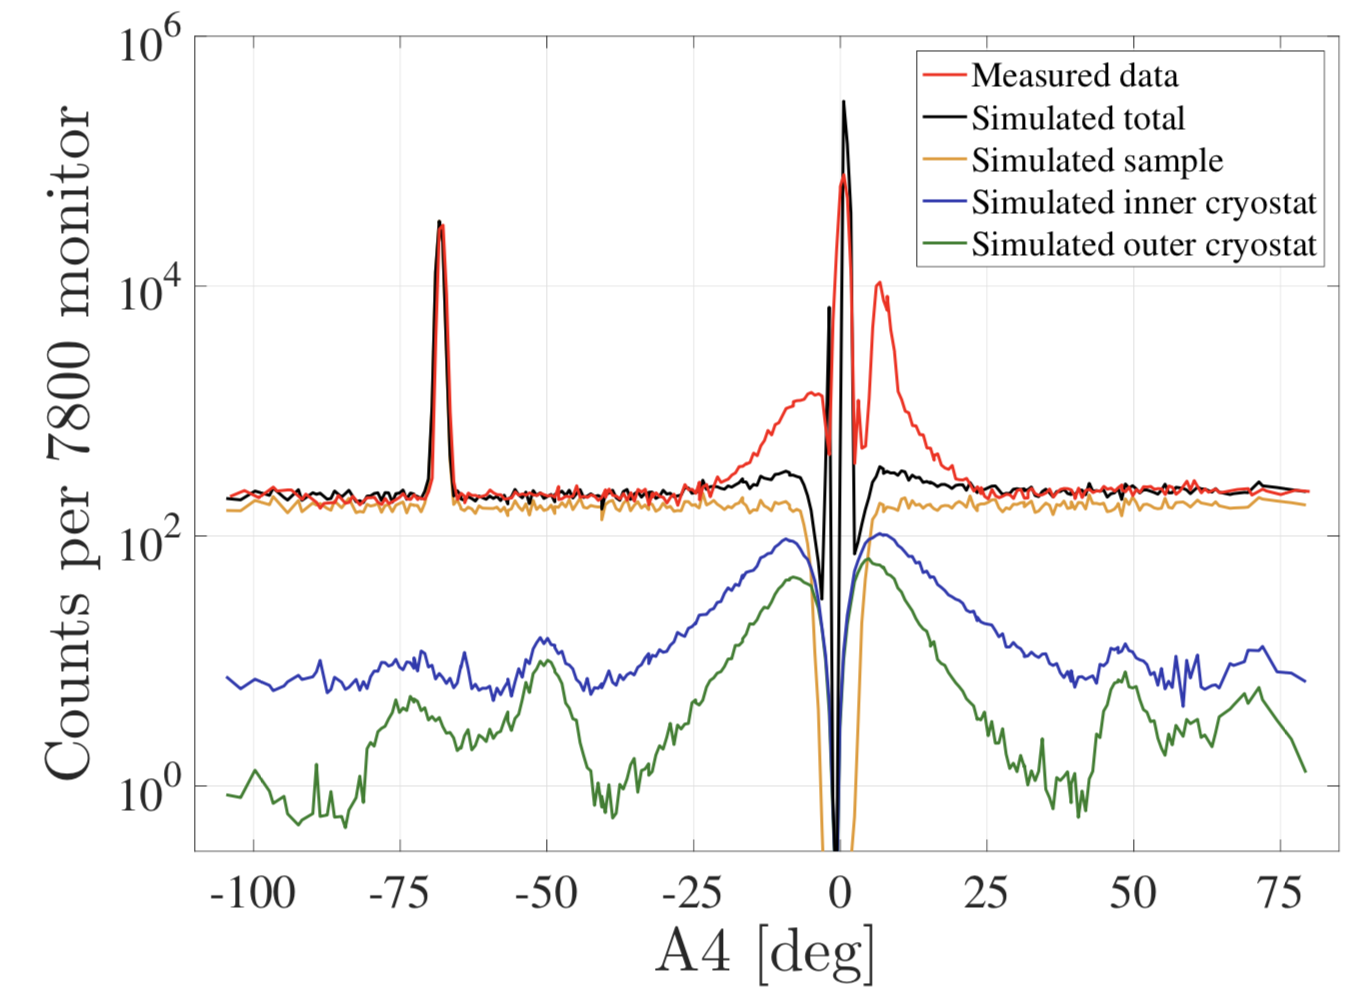 10^6
10^4
10^2
10^0
Counts per 7800 monitor
Measured data
Simulated total
Simulated sample
Simulated inner cryostat
Simulated outer cryostat
-100 -75 -50 -25 0 25 50 75
A4 [deg]